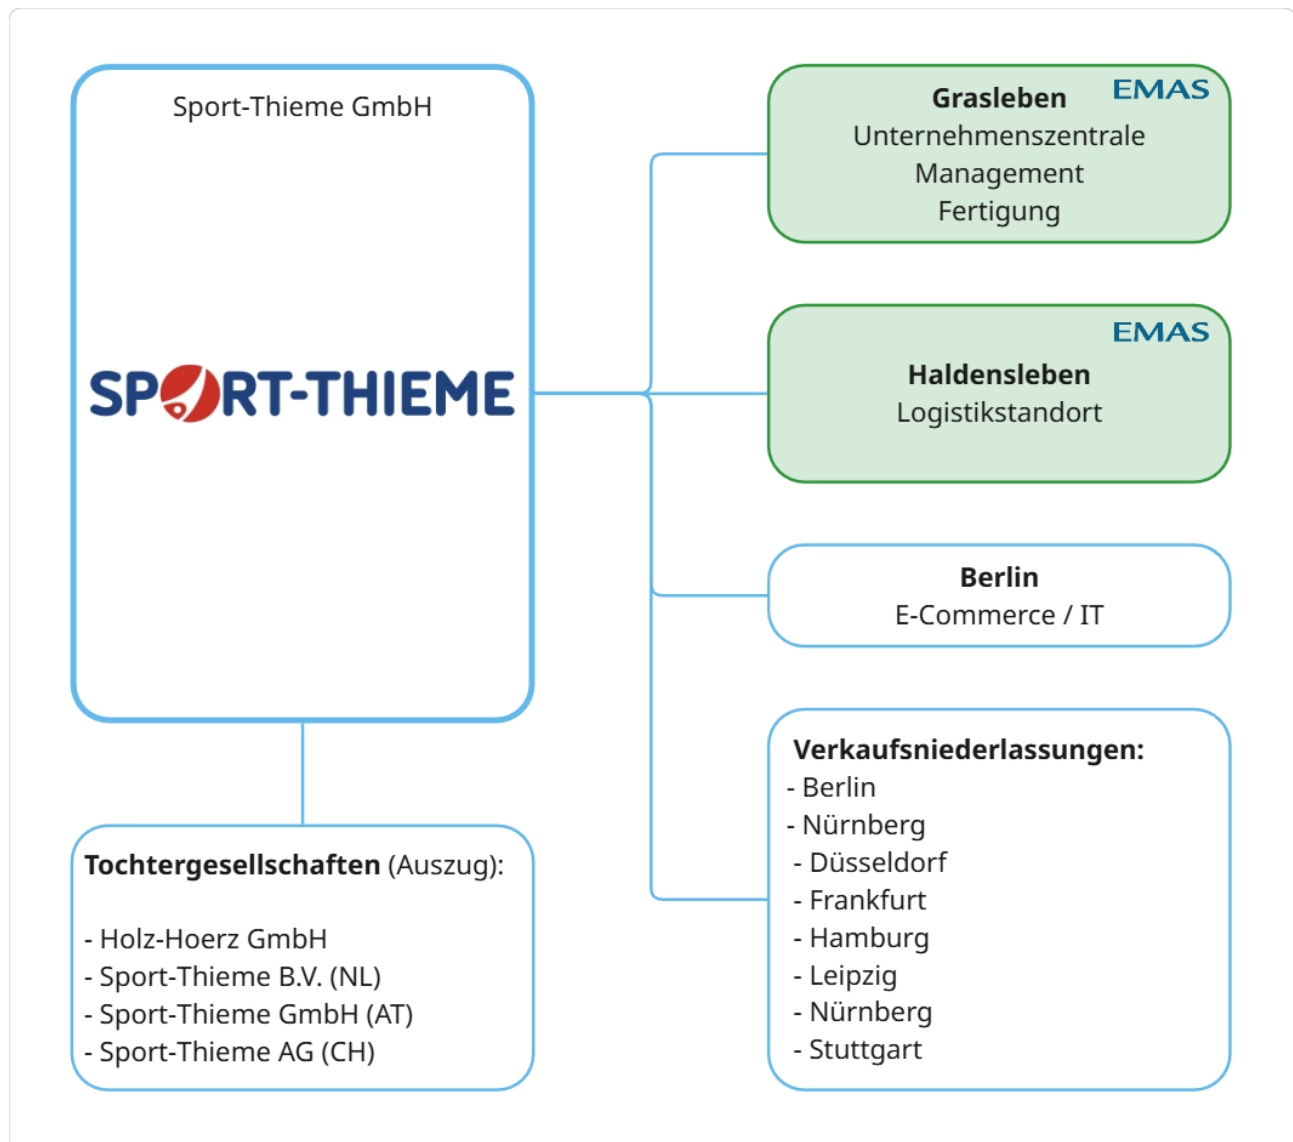 Sport-Thieme GmbH
SPORT-THIEME
Tochtergesellschaften (Auszug):
- Holz-Hoerz GmbH
- Sport-Thieme B.V. (NL)
- Sport-Thieme GmbH (AT)
- Sport-Thieme AG (CH)
EMAS
Grasleben
Unternehmenszentrale
Management
Fertigung
EMAS
Haldensleben
Logistikstandort
Berlin
E-Commerce / IT
Verkaufsniederlassungen:
- Berlin
- Nürnberg
- Düsseldorf
- Frankfurt
- Hamburg
- Leipzig
- Nürnberg
- Stuttgart